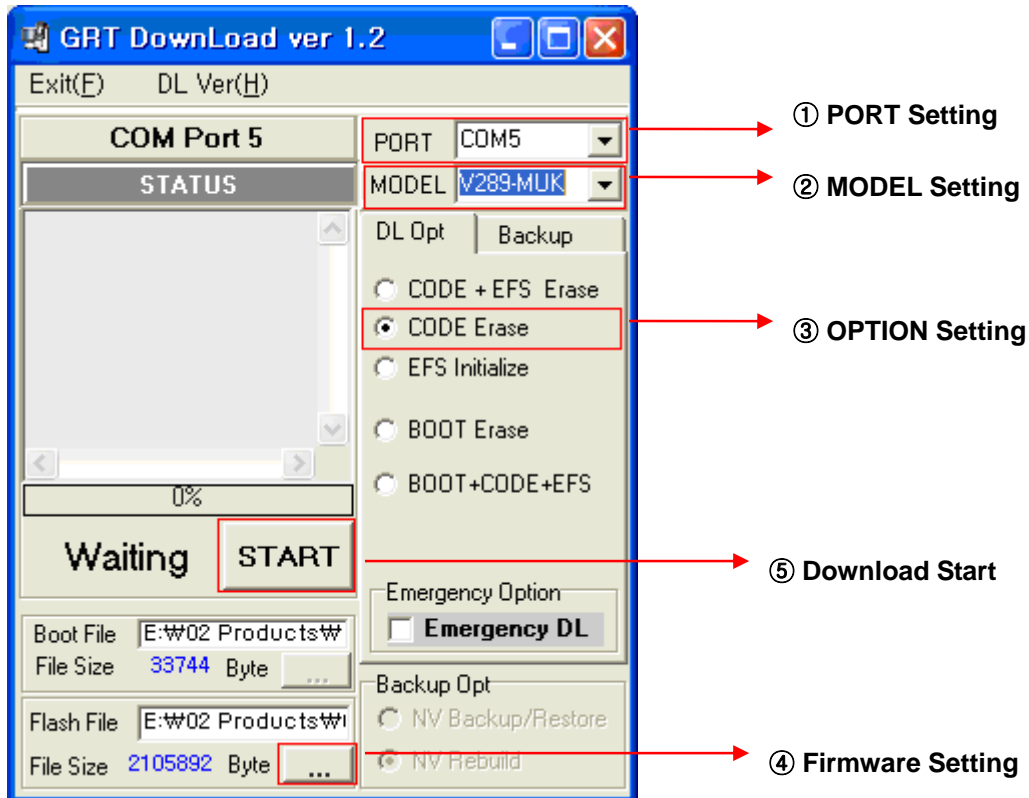 GRT DownLoad ver 1.2
Exit(F) DL Ver(H)
COM Port 5
STATUS
0%
Waiting START
Boot File E:₩02 Products₩
File Size 33744 Byte ...
Flash File E:₩02 Products₩
File Size 2105892 Byte ...
PORT COM5
MODEL V289-MUK
DL Opt Backup
CODE + EFS Erase
CODE Erase
EFS Initialize
BOOT Erase
BOOT+CODE+EFS
Emergency Option
Emergency DL
Backup Opt
NV Backup/Restore
NV Rebuild
① PORT Setting
② MODEL Setting
③ OPTION Setting
⑤ Download Start
④ Firmware Setting